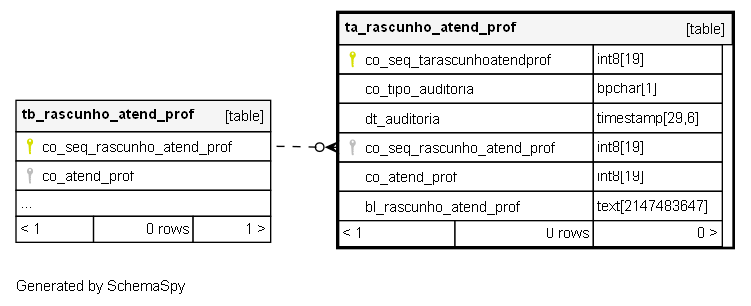 ta_rascunho_atend_prof [table]
co_seq_tarascunhoatendprof int8[19]
co_tipo_auditoria bpchar[1]
dt_auditoria timestamp[29,6]
co_seq_rascunho_atend_prof int8[19]
co_atend_prof int8[19]
bl_rascunho_atend_prof text[2147483647]
< 1 0 rows 0 >
tb_rascunho_atend_prof [table]
co_seq_rascunho_atend_prof
co_atend_prof
...
< 1 0 rows 1 >
Generated by SchemaSpy